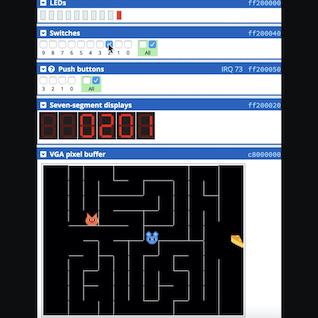 LEDs ff200000
Switches ff200040
9 8 7 6 5 4 3 2 1 0 All
Push buttons IRQ 73 ff200050
3 2 1 0 All
Seven-segment displays ff200020
0201
VGA pixel buffer c8000000